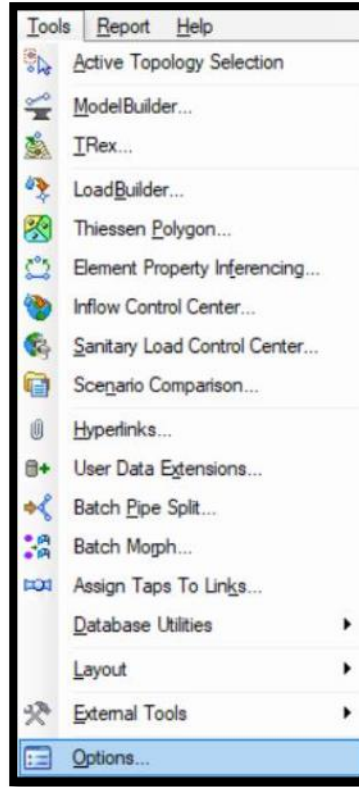 Tools Report Help
Active Topology Selection
ModelBuilder...
TRex...
LoadBuilder...
Thiessen Polygon...
Element Property Inferencing...
Inflow Control Center...
Sanitary Load Control Center...
Scenario Comparison...
Hyperlinks...
User Data Extensions...
Batch Pipe Split...
Batch Morph...
Assign Taps To Links...
Database Utilities
Layout
External Tools
Options...